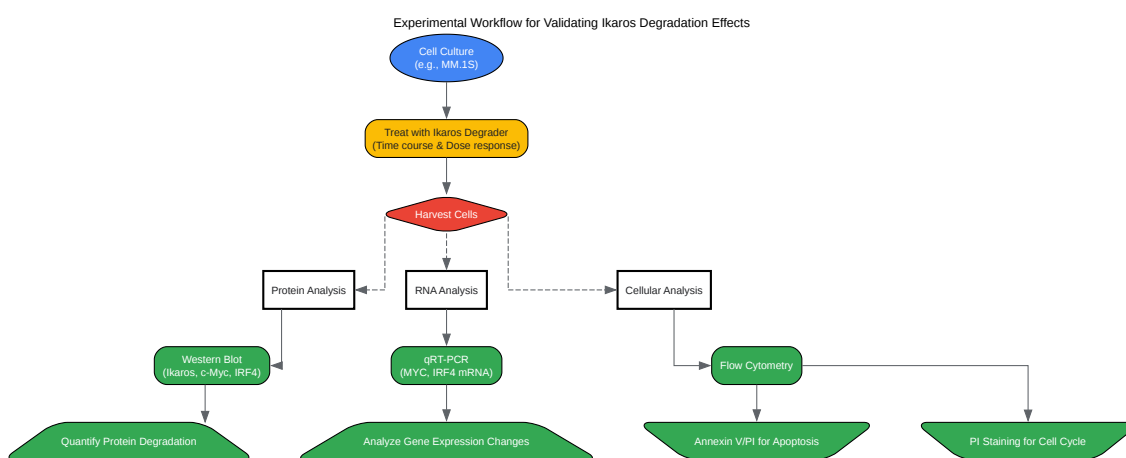 Experimental Workflow for Validating Ikaros Degradation Effects
Cell Culture
(e.g., MM.1S)
Treat with Ikaros Degrader
(Time course & Dose response)
Harvest Cells
Protein Analysis
RNA Analysis
Cellular Analysis
Western Blot
(Ikaros, c-Myc, IRF4)
qRT-PCR
(MYC, IRF4 mRNA)
Flow Cytometry
Quantify Protein Degradation
Analyze Gene Expression Changes
Annexin V/PI for Apoptosis
PI Staining for Cell Cycle